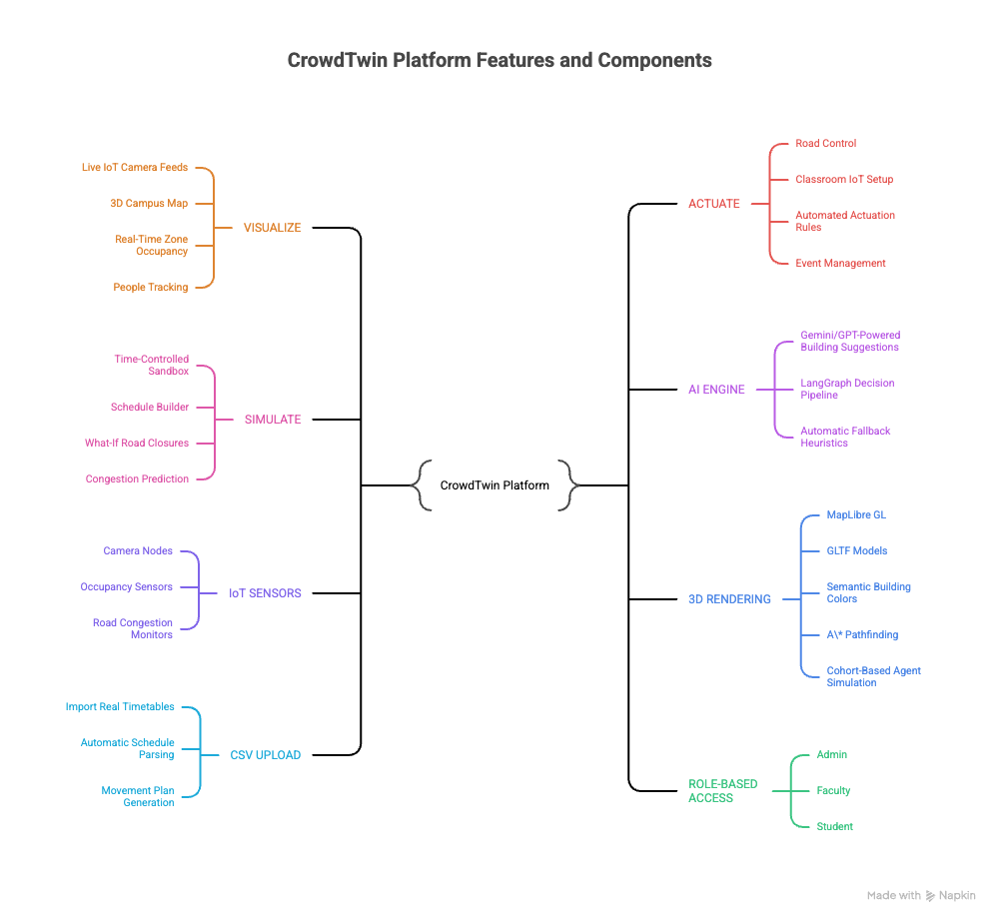 CrowdTwin Platform Features and Components
Live IoT Camera Feeds
3D Campus Map
Real-Time Zone
Occupancy
People Tracking
VISUALIZE
Time-Controlled
Sandbox
Schedule Builder
What-If Road Closures
Congestion Prediction
SIMULATE
Camera Nodes
Occupancy Sensors
Road Congestion
Monitors
IoT SENSORS
Import Real Timetables
Automatic Schedule
Parsing
Movement Plan
Generation
CSV UPLOAD
CrowdTwin Platform
ACTUATE
Road Control
Classroom IoT Setup
Automated Actuation
Rules
Event Management
AI ENGINE
Gemini/GPT-Powered
Building Suggestions
LangGraph Decision
Pipeline
Automatic Fallback
Heuristics
3D RENDERING
MapLibre GL
GLTF Models
Semantic Building
Colors
A\* Pathfinding
Cohort-Based Agent
Simulation
ROLE-BASED
ACCESS
Admin
Faculty
Student
Made with Napkin